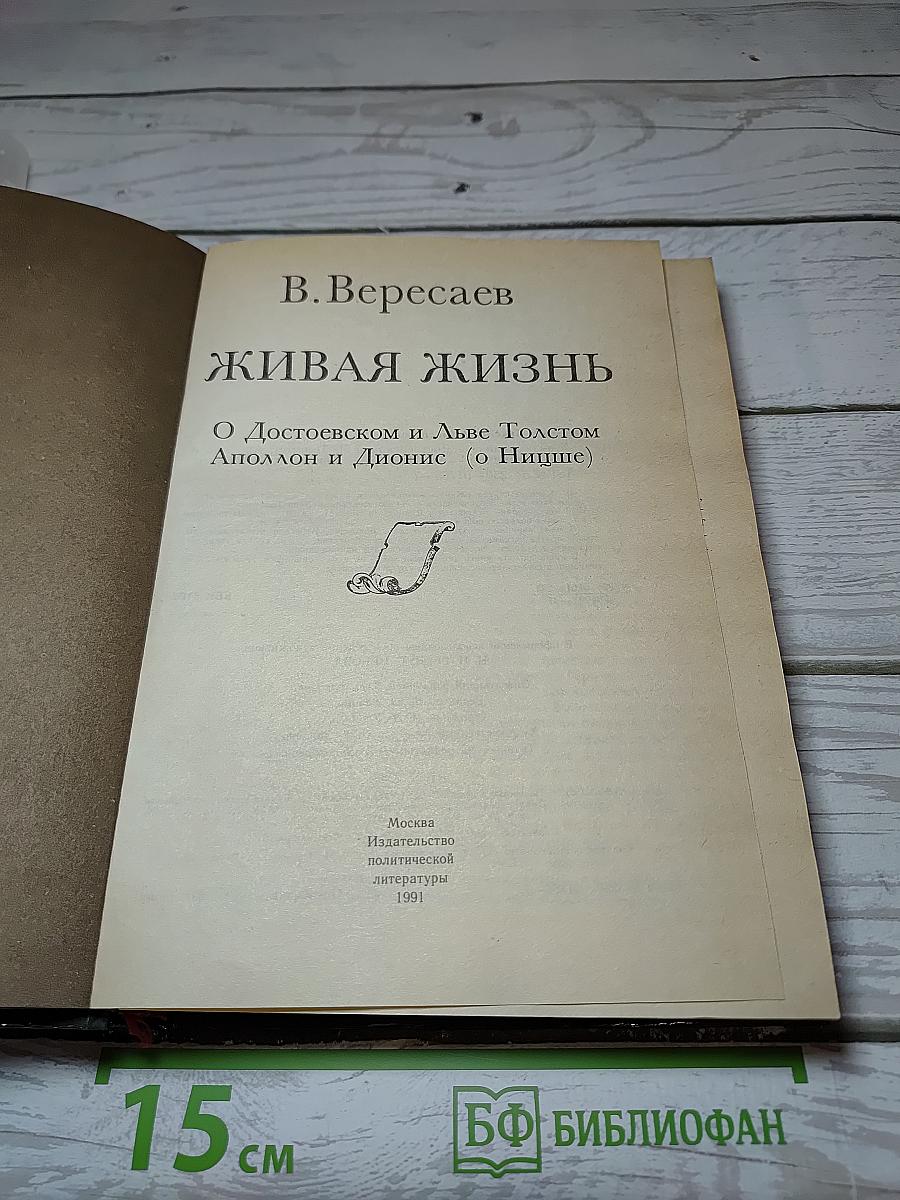 В. Вересаев
ЖИВАЯ ЖИЗНЬ
О Достоевском и Льве Толстом
Аполлон и Дионис (о Ницше)
Москва
Издательство
политической
литературы
1991
15 см
БФ БИБЛИОФАН